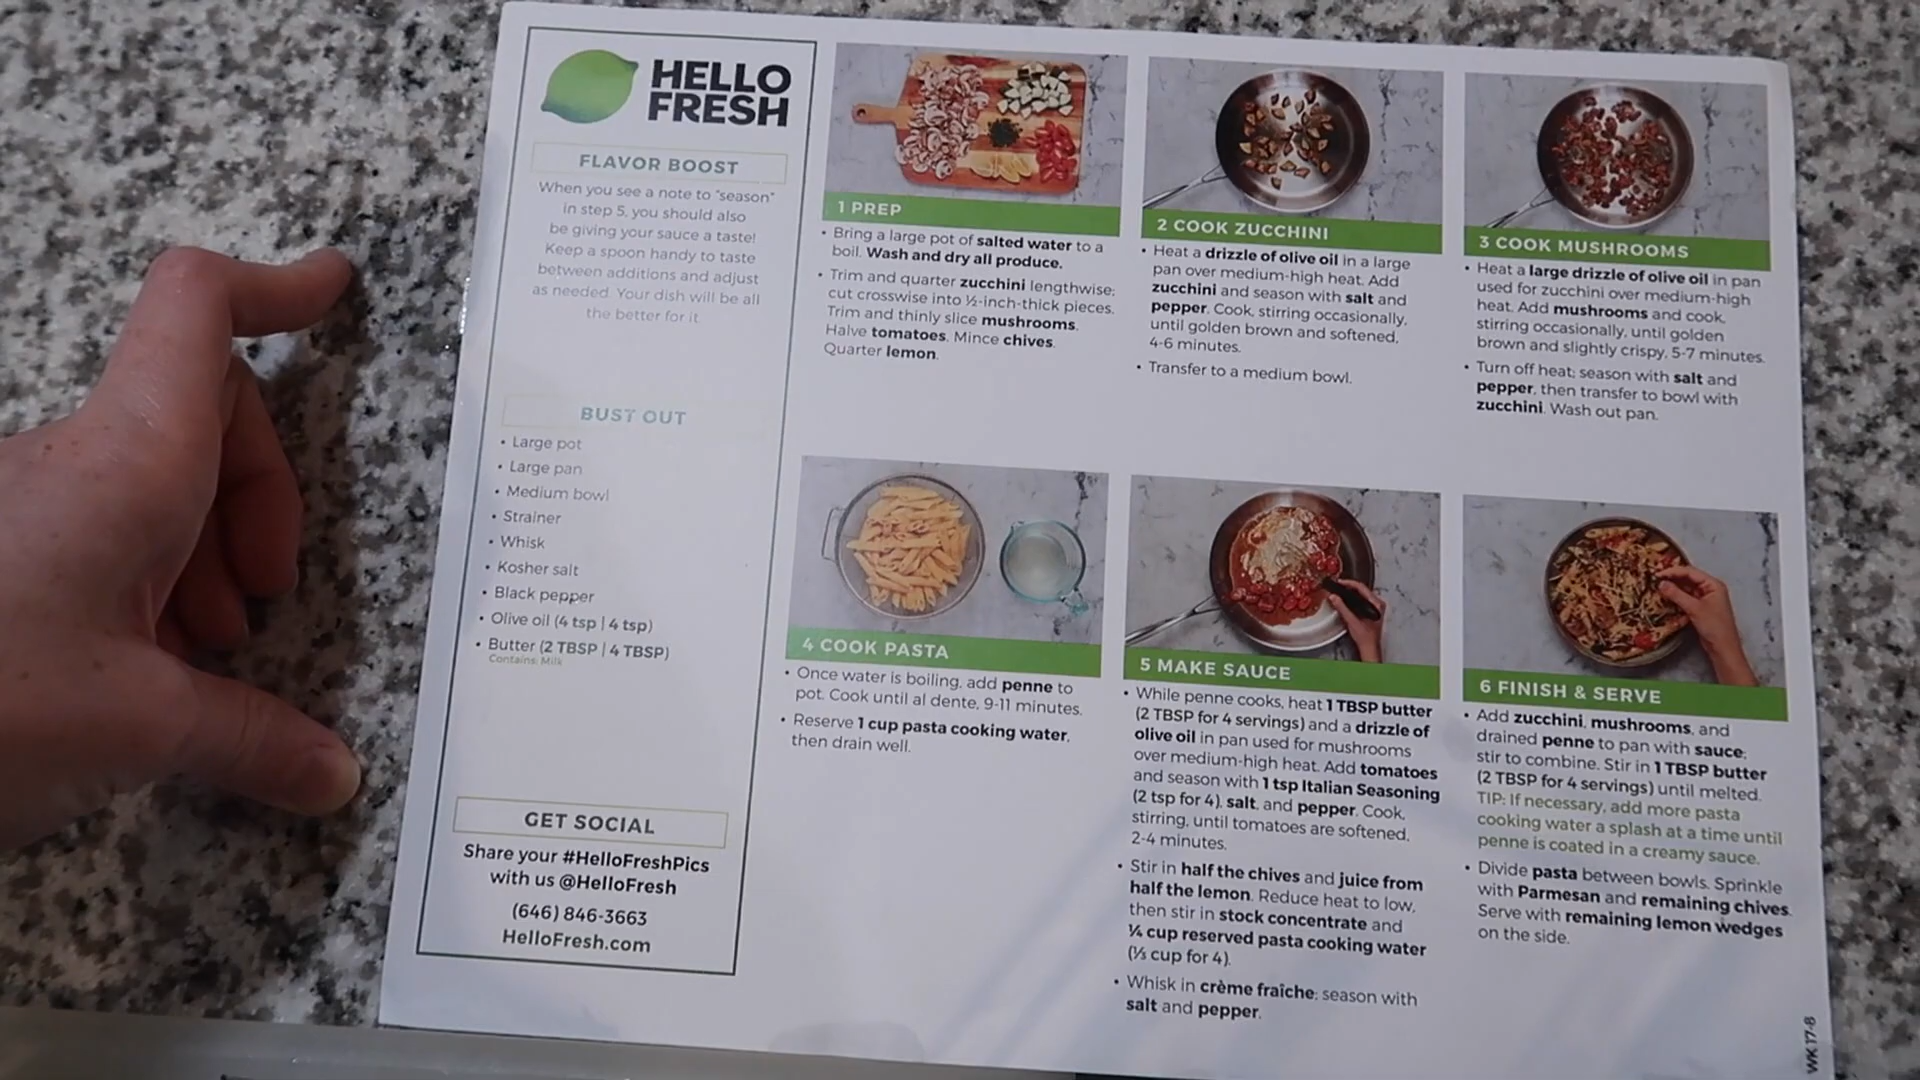 HELLO
FRESH
FLAVOR BOOST
When you see a note to "season"
in step 5, you should also
be giving your sauce a taste!
Keep a spoon handy to taste
between additions and adjust
as needed. Your dish will be all
the better for it.
BUST OUT
• Large pot
• Large pan
• Medium bowl
• Strainer
• Whisk
• Kosher salt
• Black pepper
• Olive oil (4 tsp | 4 tsp)
• Butter (2 TBSP | 4 TBSP)
Contains: Milk
GET SOCIAL
Share your #HelloFreshPics
with us @HelloFresh
(646) 846-3663
HelloFresh.com
1 PREP
• Bring a large pot of salted water to a
boil. Wash and dry all produce.
• Trim and quarter zucchini lengthwise;
cut crosswise into ½-inch-thick pieces.
Trim and thinly slice mushrooms.
Halve tomatoes. Mince chives.
Quarter lemon.
2 COOK ZUCCHINI
• Heat a drizzle of olive oil in a large
pan over medium-high heat. Add
zucchini and season with salt and
pepper. Cook, stirring occasionally,
until golden brown and softened,
4-6 minutes.
• Transfer to a medium bowl.
3 COOK MUSHROOMS
• Heat a large drizzle of olive oil in pan
used for zucchini over medium-high
heat. Add mushrooms and cook,
stirring occasionally, until golden
brown and slightly crispy, 5-7 minutes.
• Turn off heat; season with salt and
pepper, then transfer to bowl with
zucchini. Wash out pan.
4 COOK PASTA
• Once water is boiling, add penne to
pot. Cook until al dente, 9-11 minutes.
• Reserve 1 cup pasta cooking water,
then drain well.
5 MAKE SAUCE
• While penne cooks, heat 1 TBSP butter
(2 TBSP for 4 servings) and a drizzle of
olive oil in pan used for mushrooms
over medium-high heat. Add tomatoes
and season with 1 tsp Italian Seasoning
(2 tsp for 4), salt, and pepper. Cook,
stirring, until tomatoes are softened,
2-4 minutes.
• Stir in half the chives and juice from
half the lemon. Reduce heat to low,
then stir in stock concentrate and
¼ cup reserved pasta cooking water
(⅓ cup for 4).
• Whisk in crème fraîche; season with
salt and pepper.
6 FINISH & SERVE
• Add zucchini, mushrooms, and
drained penne to pan with sauce;
stir to combine. Stir in 1 TBSP butter
(2 TBSP for 4 servings) until melted.
TIP: If necessary, add more pasta
cooking water a splash at a time until
penne is coated in a creamy sauce.
• Divide pasta between bowls. Sprinkle
with Parmesan and remaining chives.
Serve with remaining lemon wedges
on the side.
WK 17-8